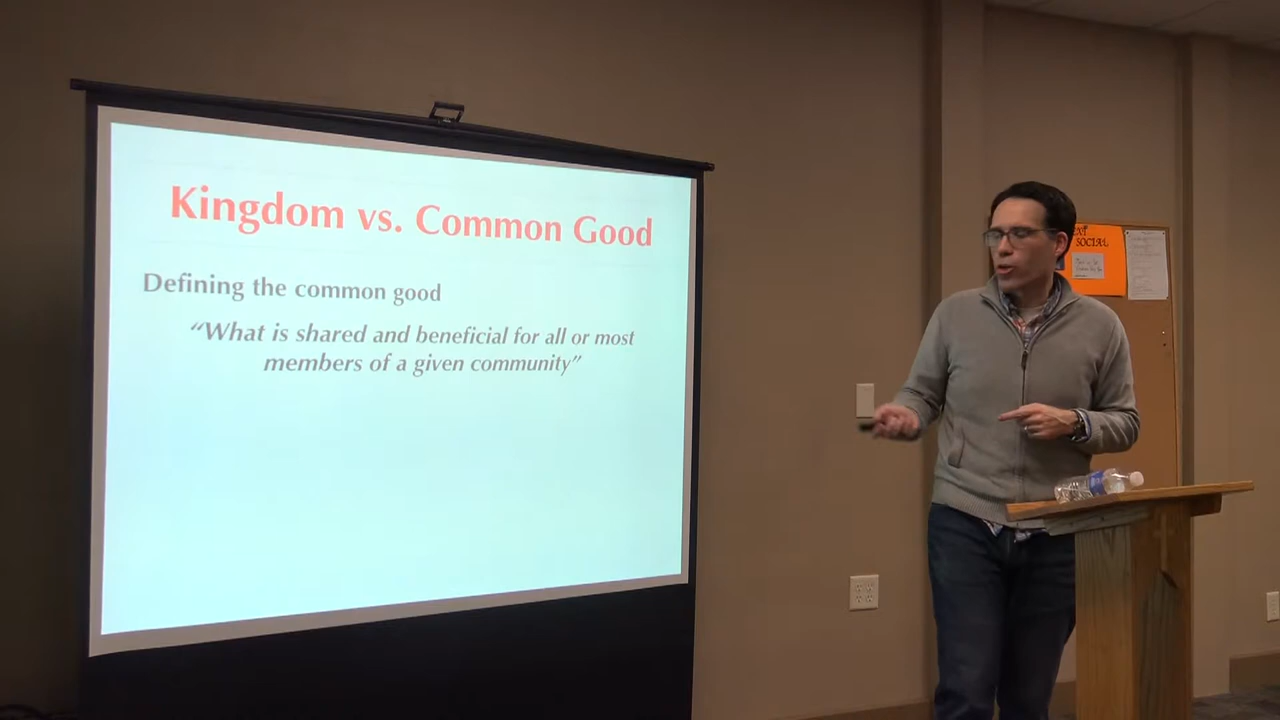 Kingdom vs. Common Good
Defining the common good
“What is shared and beneficial for all or most
members of a given community”
SOCIAL